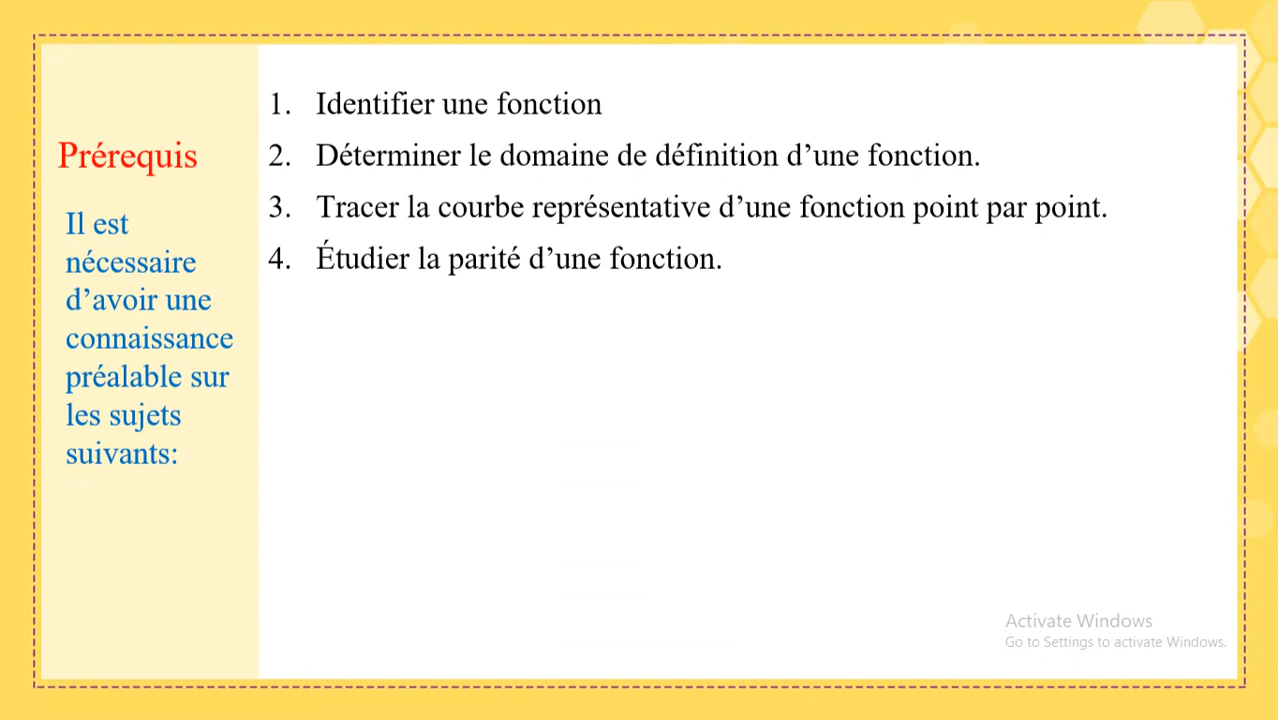 Prérequis
Il est
nécessaire
d’avoir une
connaissance
préalable sur
les sujets
suivants:
1. Identifier une fonction
2. Déterminer le domaine de définition d’une fonction.
3. Tracer la courbe représentative d’une fonction point par point.
4. Étudier la parité d’une fonction.
Activate Windows
Go to Settings to activate Windows.